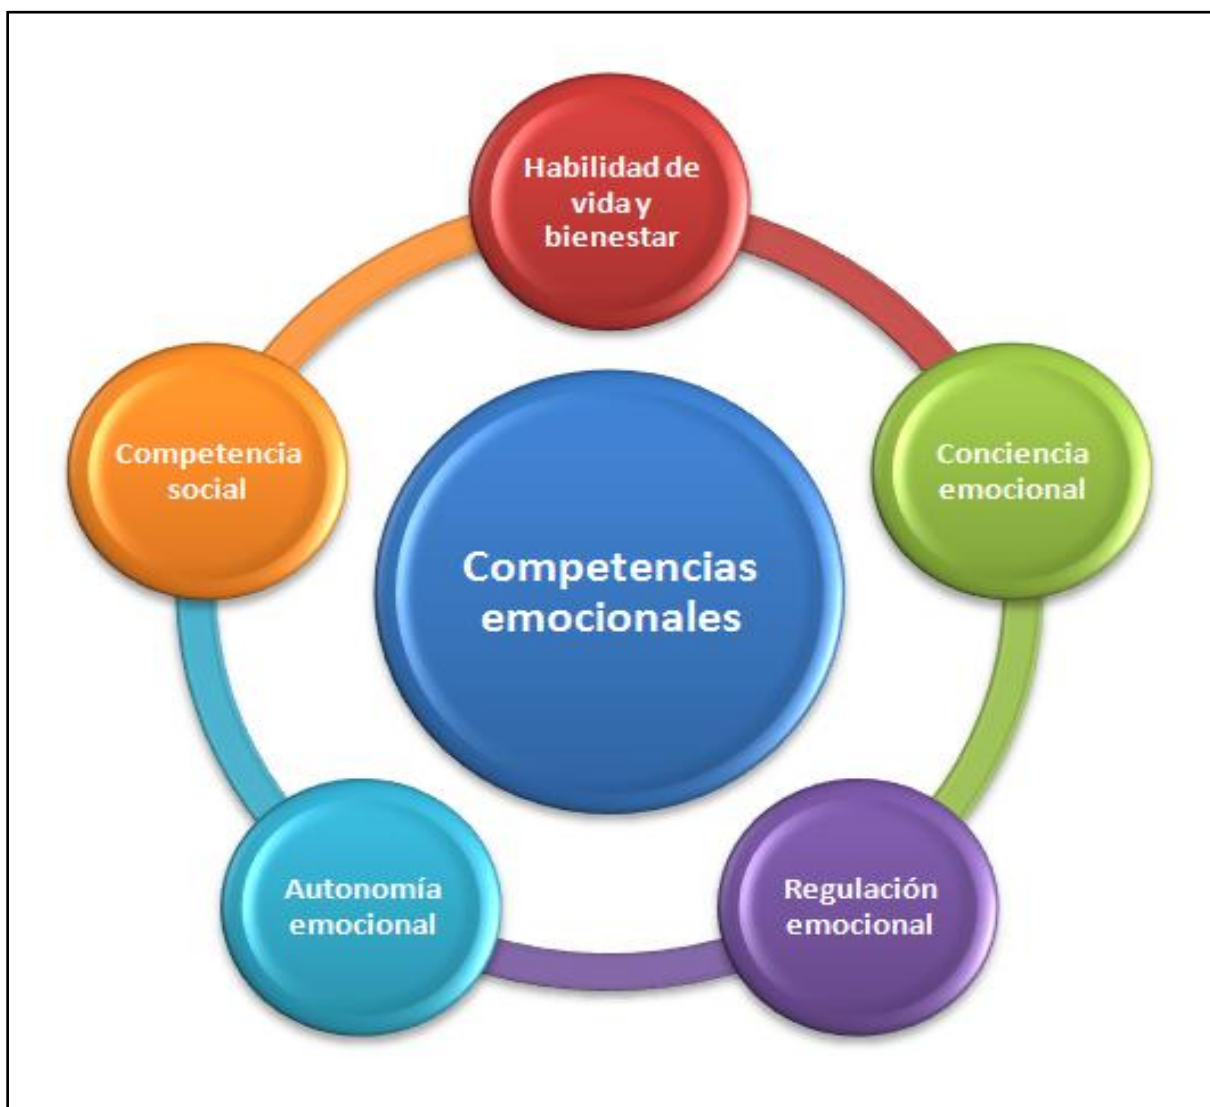 Habilidad de
vida y
bienestar
Competencia
social
Conciencia
emocional
Competencias
emocionales
Autonomía
emocional
Regulación
emocional